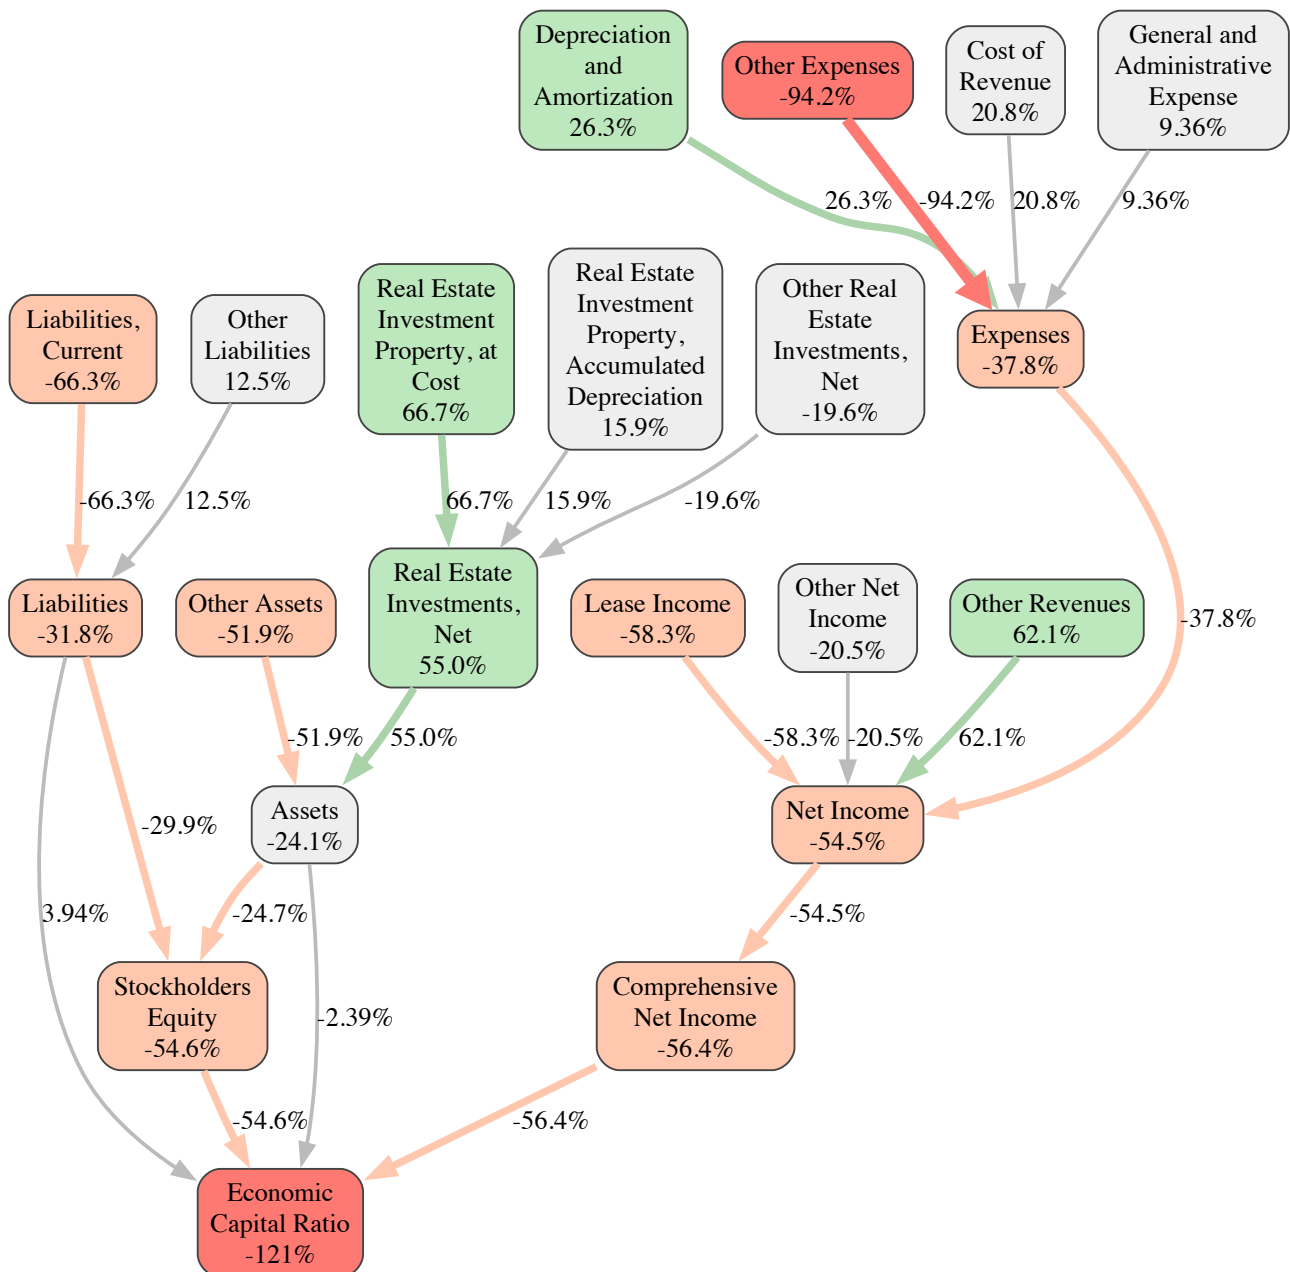 Depreciation
and
Amortization
26.3%
Other Expenses
-94.2%
Cost of
Revenue
20.8%
General and
Administrative
Expense
9.36%
26.3%
-94.2%
20.8%
9.36%
Liabilities,
Current
-66.3%
Other
Liabilities
12.5%
Real Estate
Investment
Property, at
Cost
66.7%
Real Estate
Investment
Property,
Accumulated
Depreciation
15.9%
Other Real
Estate
Investments,
Net
-19.6%
Expenses
-37.8%
-66.3%
12.5%
66.7%
15.9%
-19.6%
Liabilities
-31.8%
Other Assets
-51.9%
Real Estate
Investments,
Net
55.0%
Lease Income
-58.3%
Other Net
Income
-20.5%
Other Revenues
62.1%
-37.8%
-51.9%
55.0%
-58.3%
-20.5%
62.1%
Assets
-24.1%
Net Income
-54.5%
-29.9%
3.94%
-24.7%
-54.5%
Stockholders
Equity
-54.6%
-2.39%
Comprehensive
Net Income
-56.4%
-54.6%
-56.4%
Economic
Capital Ratio
-121%